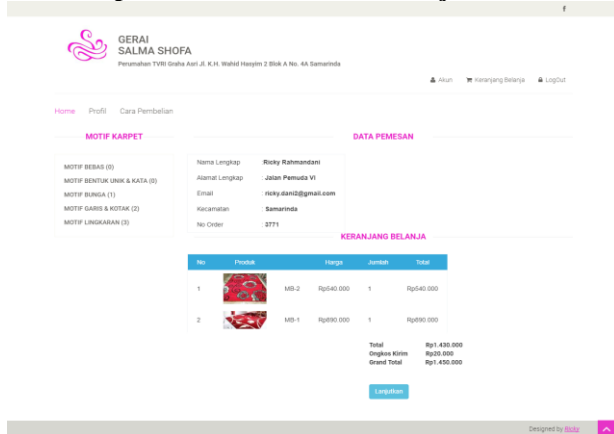 GERAI
SALMA SHOFA
Perumahan TVRI Graha Asri Jl. K.H. Wahid Hasyim 2 Blok A No. 4A Samarinda
Akun Keranjang Belanja LogOut
Home Profil Cara Pembelian
MOTIF KARPET
MOTIF BEBAS (0)
MOTIF BENTUK UNIK & KATA (0)
MOTIF BUNGA (1)
MOTIF GARIS & KOTAK (2)
MOTIF LINGKARAN (3)
DATA PEMESAN
Nama Lengkap :Ricky Rahmandani
Alamat Lengkap : Jalan Pemuda VI
Email : ricky.dani2@gmail.com
Kecamatan : Samarinda
No Order : 3771
KERANJANG BELANJA
No Produk Harga Jumlah Total
1 MB-2 Rp540.000 1 Rp540.000
2 MB-1 Rp890.000 1 Rp890.000
Total Rp1.430.000
Ongkos Kirim Rp20.000
Grand Total Rp1.450.000
Lanjutkan
Designed by Ricky